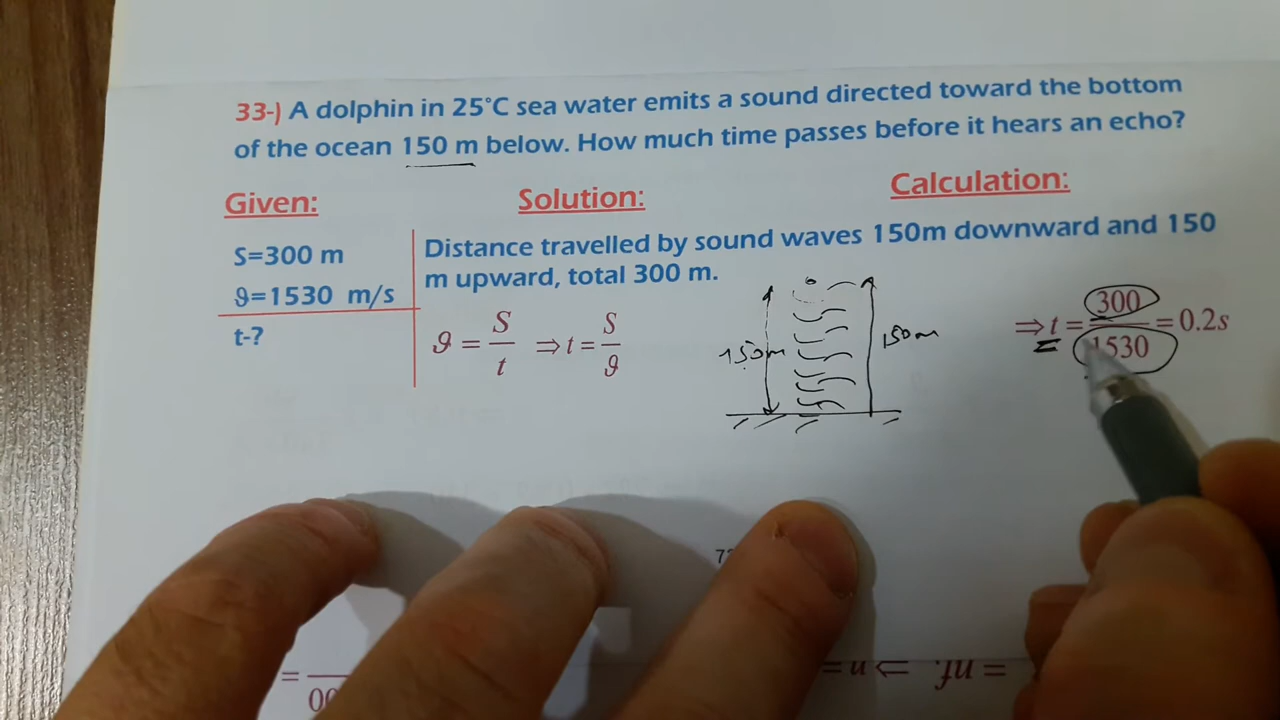 33-) A dolphin in 25°C sea water emits a sound directed toward the bottom
of the ocean 150 m below. How much time passes before it hears an echo?
Given:
Solution:
Calculation:
S=300 m
ϑ=1530 m/s
t-?
Distance travelled by sound waves 150m downward and 150
m upward, total 300 m.
ϑ = S/t ⇒ t = S/ϑ
150m
150m
⇒ t = 300/1530 = 0.2s
= nf. ⇒ n =